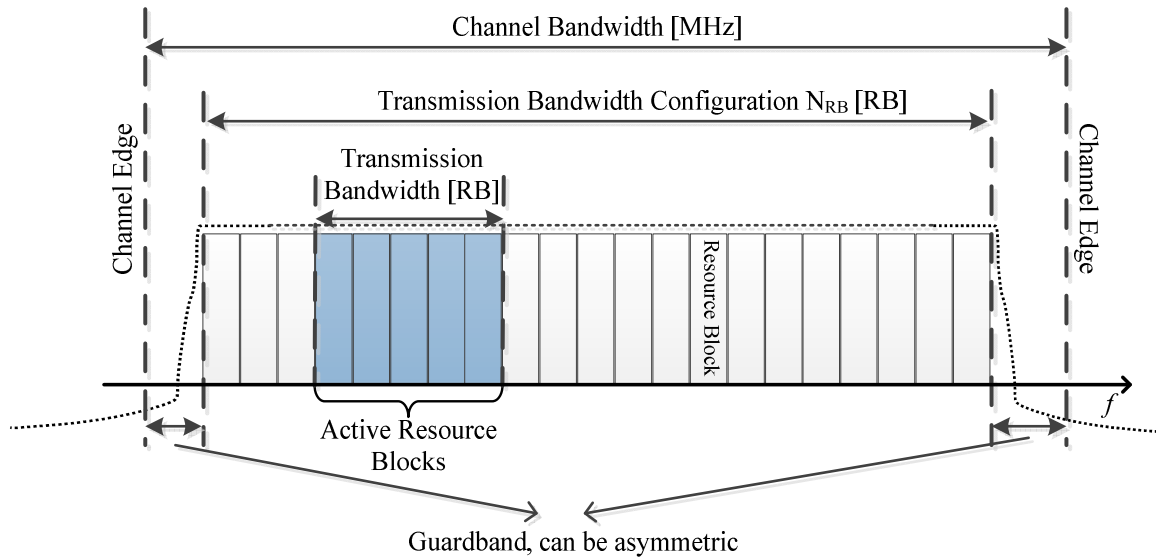 Channel Bandwidth [MHz]
Transmission Bandwidth Configuration N_RB [RB]
Transmission
Bandwidth [RB]
Channel Edge
Channel Edge
Resource Block
f
Active Resource
Blocks
Guardband, can be asymmetric